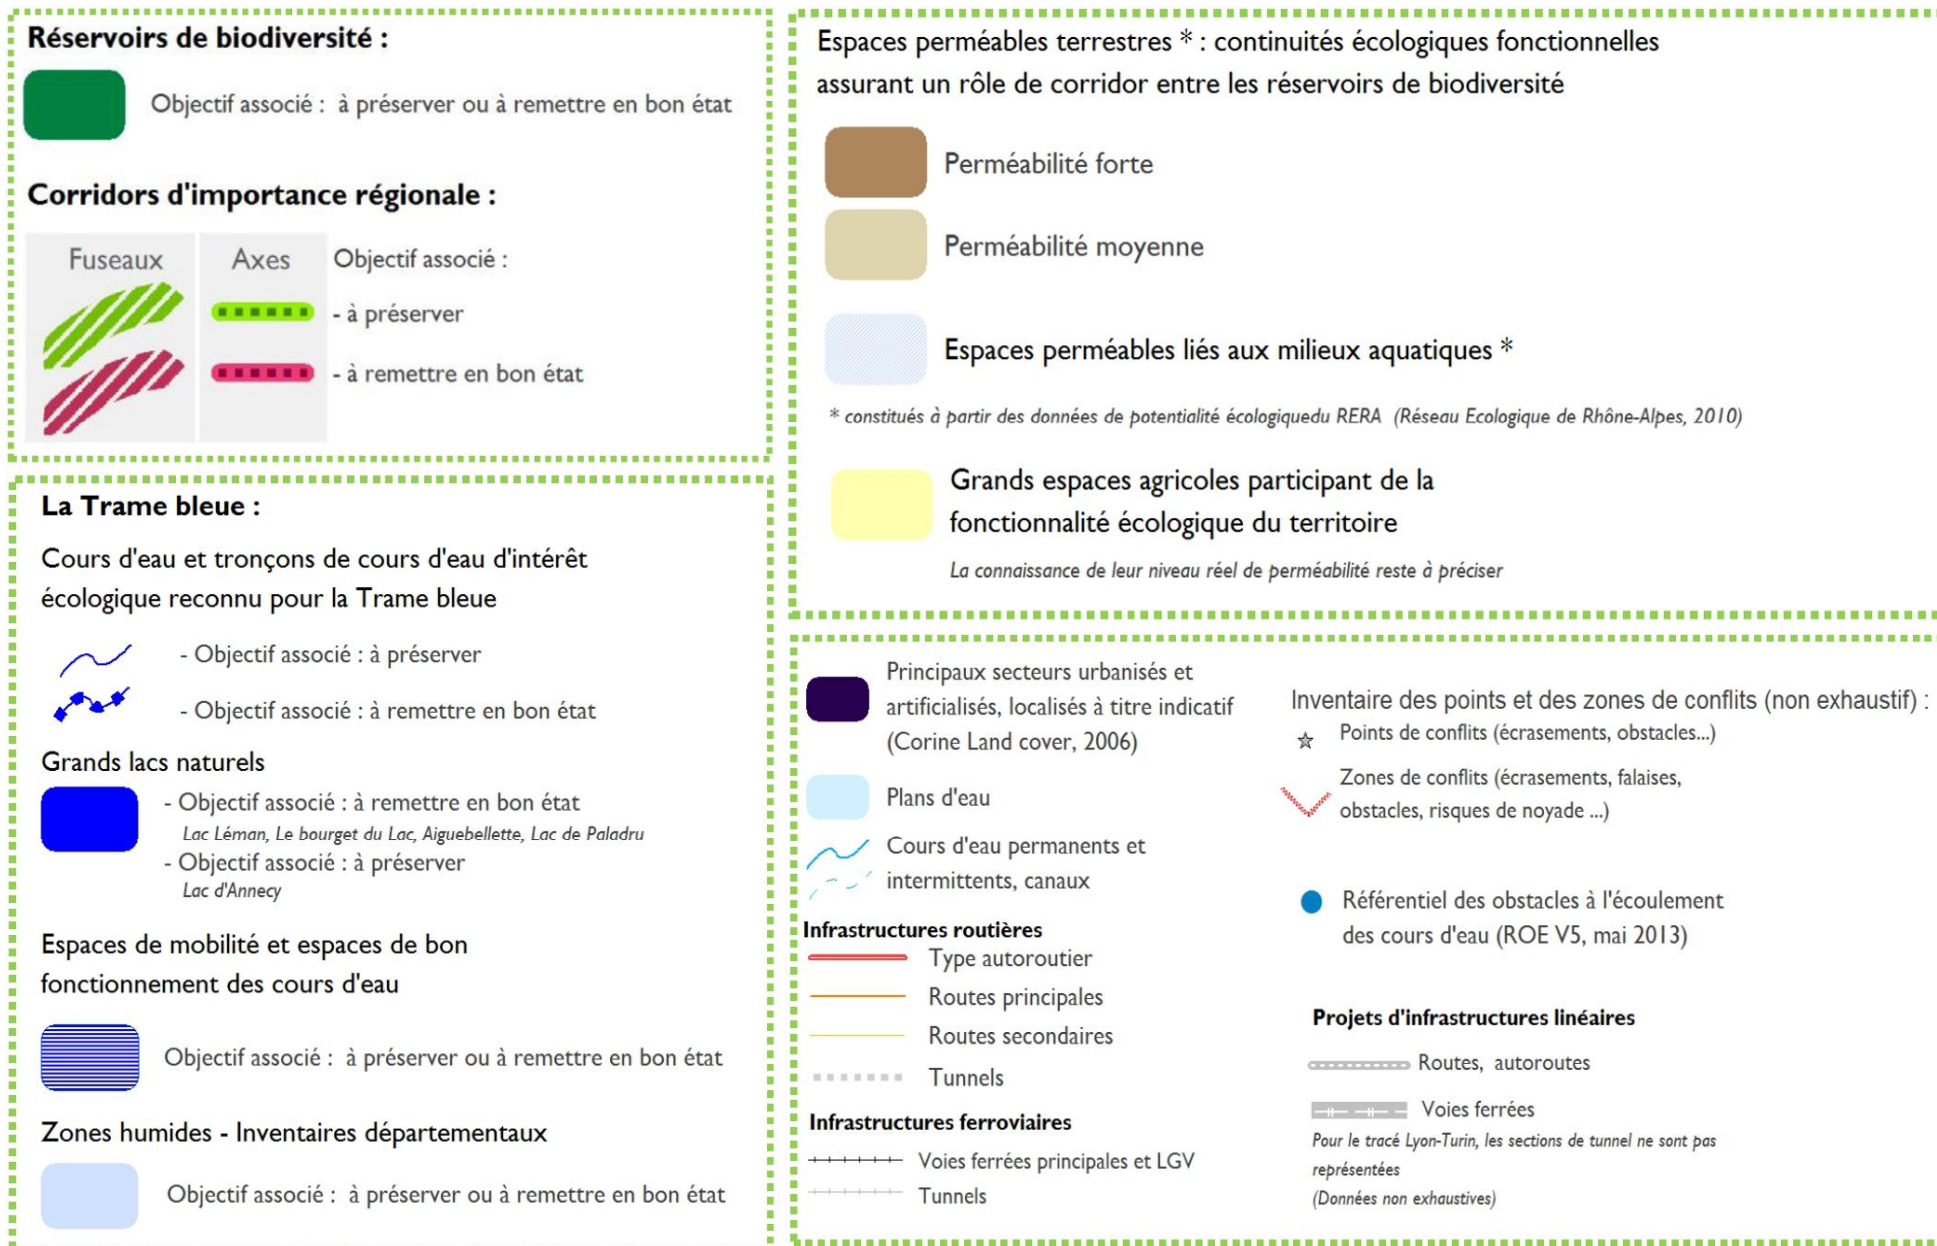 Réservoirs de biodiversité :
Objectif associé : à préserver ou à remettre en bon état
Corridors d'importance régionale :
Fuseaux
Axes
Objectif associé :
- à préserver
- à remettre en bon état
La Trame bleue :
Cours d'eau et tronçons de cours d'eau d'intérêt
écologique reconnu pour la Trame bleue
- Objectif associé : à préserver
- Objectif associé : à remettre en bon état
Grands lacs naturels
- Objectif associé : à remettre en bon état
Lac Léman, Le bourget du Lac, Aiguebellette, Lac de Paladru
- Objectif associé : à préserver
Lac d'Annecy
Espaces de mobilité et espaces de bon
fonctionnement des cours d'eau
Objectif associé : à préserver ou à remettre en bon état
Zones humides - Inventaires départementaux
Objectif associé : à préserver ou à remettre en bon état
Espaces perméables terrestres * : continuités écologiques fonctionnelles
assurant un rôle de corridor entre les réservoirs de biodiversité
Perméabilité forte
Perméabilité moyenne
Espaces perméables liés aux milieux aquatiques *
* constitués à partir des données de potentialité écologiquedu RERA (Réseau Ecologique de Rhône-Alpes, 2010)
Grands espaces agricoles participant de la
fonctionnalité écologique du territoire
La connaissance de leur niveau réel de perméabilité reste à préciser
Principaux secteurs urbanisés et
artificialisés, localisés à titre indicatif
(Corine Land cover, 2006)
Plans d'eau
Cours d'eau permanents et
intermittents, canaux
Infrastructures routières
Type autoroutier
Routes principales
Routes secondaires
Tunnels
Infrastructures ferroviaires
Voies ferrées principales et LGV
Tunnels
Inventaire des points et des zones de conflits (non exhaustif) :
Points de conflits (écrasements, obstacles...)
Zones de conflits (écrasements, falaises,
obstacles, risques de noyade ...)
Référentiel des obstacles à l'écoulement
des cours d'eau (ROE V5, mai 2013)
Projets d'infrastructures linéaires
Routes, autoroutes
Voies ferrées
Pour le tracé Lyon-Turin, les sections de tunnel ne sont pas
représentées
(Données non exhaustives)